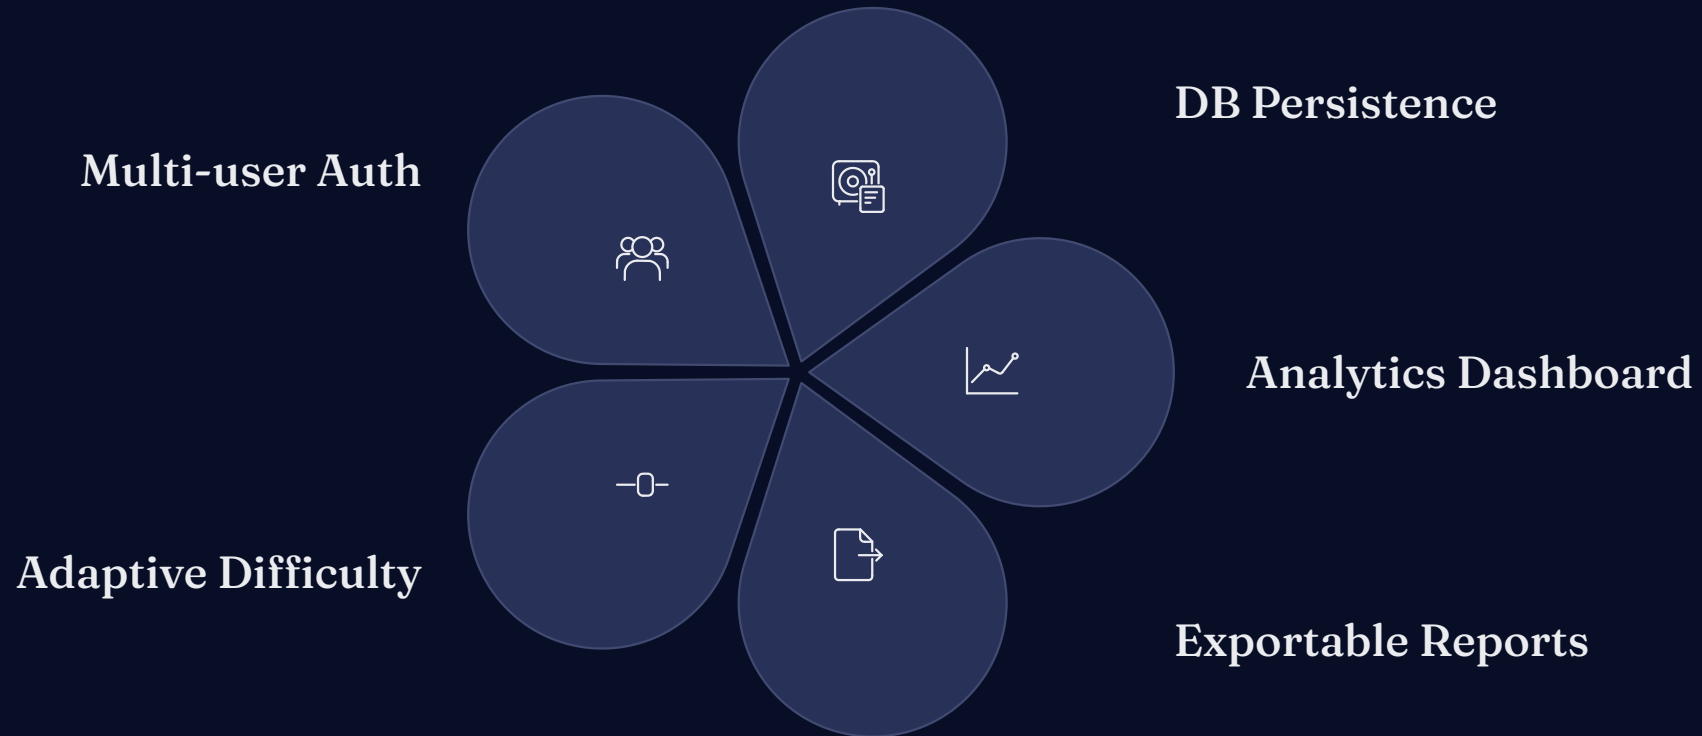 DB Persistence
Multi-user Auth
Analytics Dashboard
Adaptive Difficulty
Exportable Reports